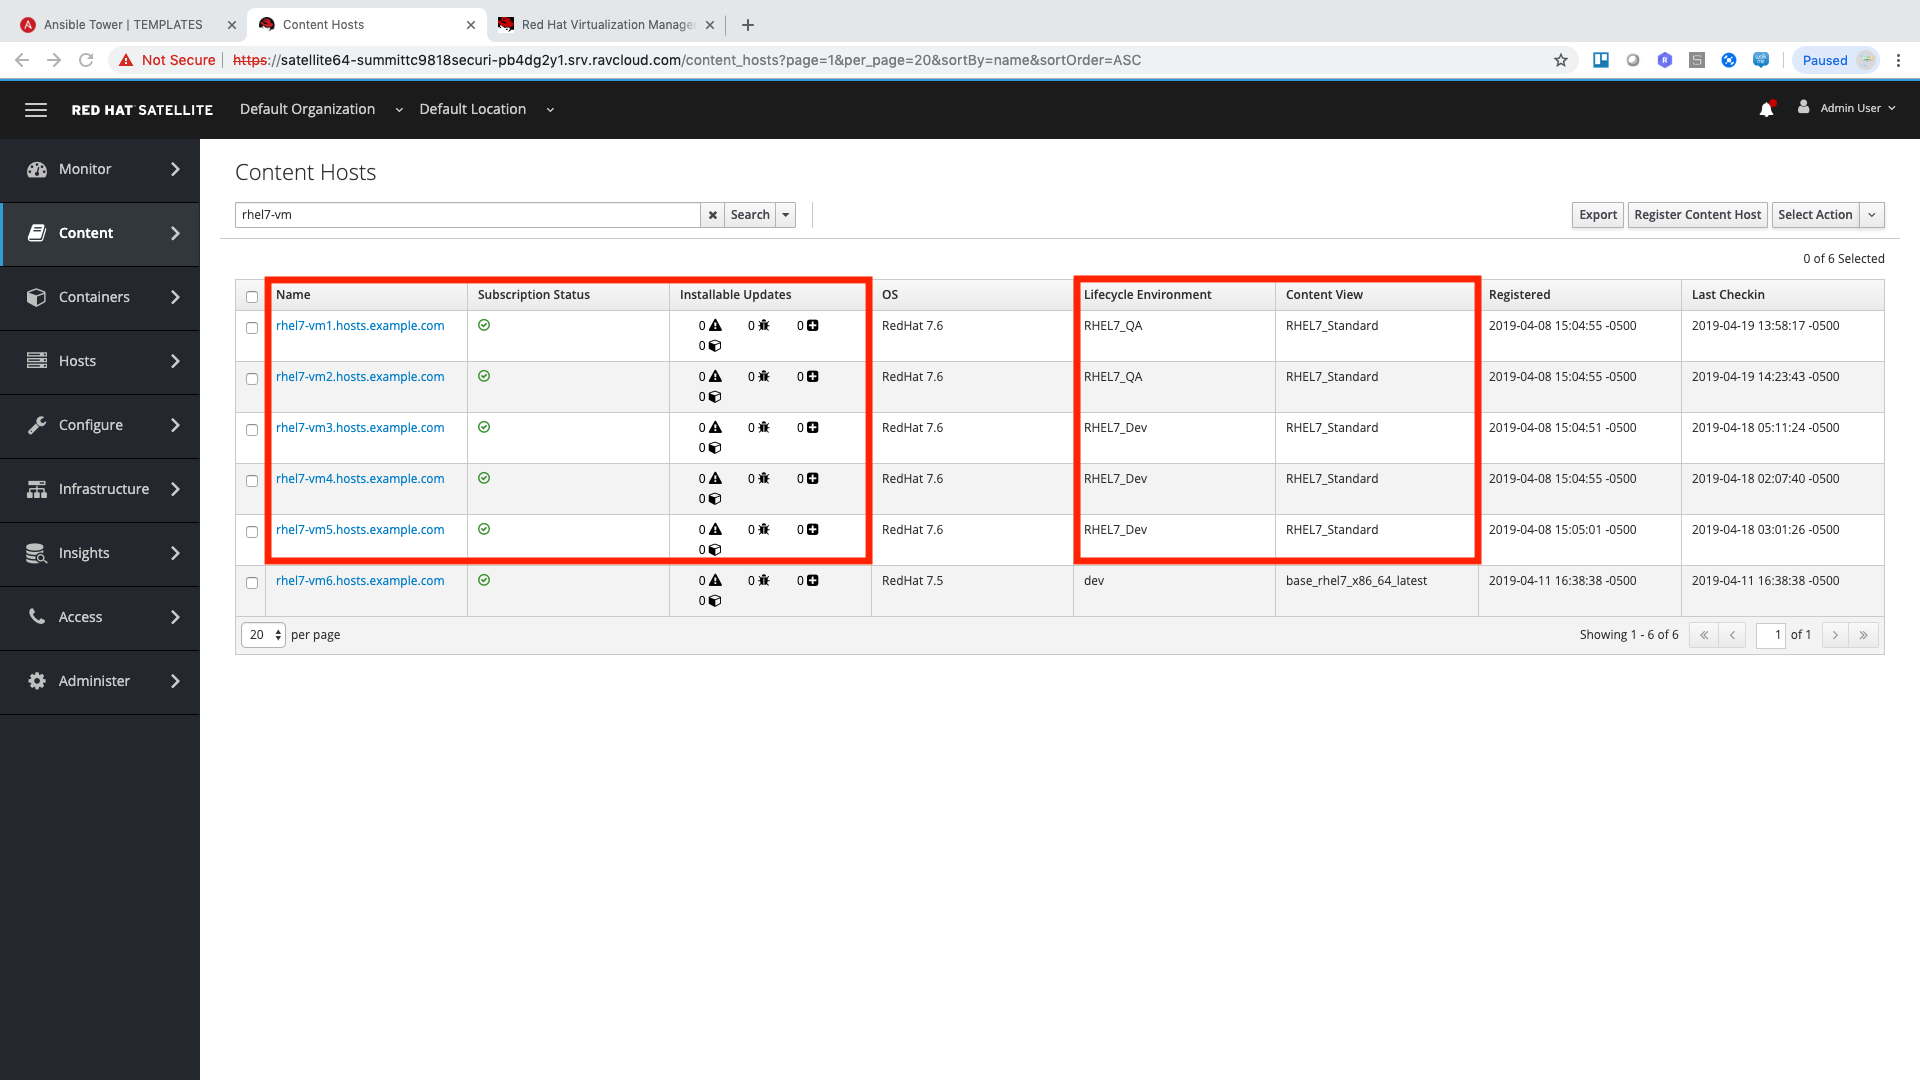 Ansible Tower | TEMPLATES
Content Hosts
Red Hat Virtualization Manage
Not Secure https://satellite64-summittc9818securi-pb4dg2y1.srv.ravcloud.com/content_hosts?page=1&per_page=20&sortBy=name&sortOrder=ASC
Paused
RED HAT SATELLITE Default Organization Default Location Admin User
Monitor
Content
Containers
Hosts
Configure
Infrastructure
Insights
Access
Administer
Content Hosts
rhel7-vm Search Export Register Content Host Select Action
0 of 6 Selected
Name Subscription Status Installable Updates OS Lifecycle Environment Content View Registered Last Checkin
rhel7-vm1.hosts.example.com 0 0 0 RedHat 7.6 RHEL7_QA RHEL7_Standard 2019-04-08 15:04:55 -0500 2019-04-19 13:58:17 -0500
0
rhel7-vm2.hosts.example.com 0 0 0 RedHat 7.6 RHEL7_QA RHEL7_Standard 2019-04-08 15:04:55 -0500 2019-04-19 14:23:43 -0500
0
rhel7-vm3.hosts.example.com 0 0 0 RedHat 7.6 RHEL7_Dev RHEL7_Standard 2019-04-08 15:04:51 -0500 2019-04-18 05:11:24 -0500
0
rhel7-vm4.hosts.example.com 0 0 0 RedHat 7.6 RHEL7_Dev RHEL7_Standard 2019-04-08 15:04:55 -0500 2019-04-18 02:07:40 -0500
0
rhel7-vm5.hosts.example.com 0 0 0 RedHat 7.6 RHEL7_Dev RHEL7_Standard 2019-04-08 15:05:01 -0500 2019-04-18 03:01:26 -0500
0
rhel7-vm6.hosts.example.com 0 0 0 RedHat 7.5 dev base_rhel7_x86_64_latest 2019-04-11 16:38:38 -0500 2019-04-11 16:38:38 -0500
0
20 per page Showing 1 - 6 of 6 1 of 1